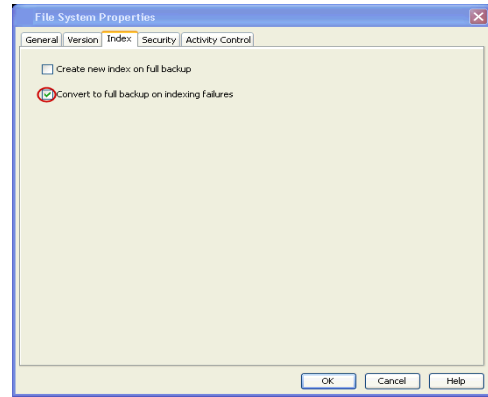 File System Properties
General Version Index Security Activity Control
Create new index on full backup
Convert to full backup on indexing failures
OK Cancel Help